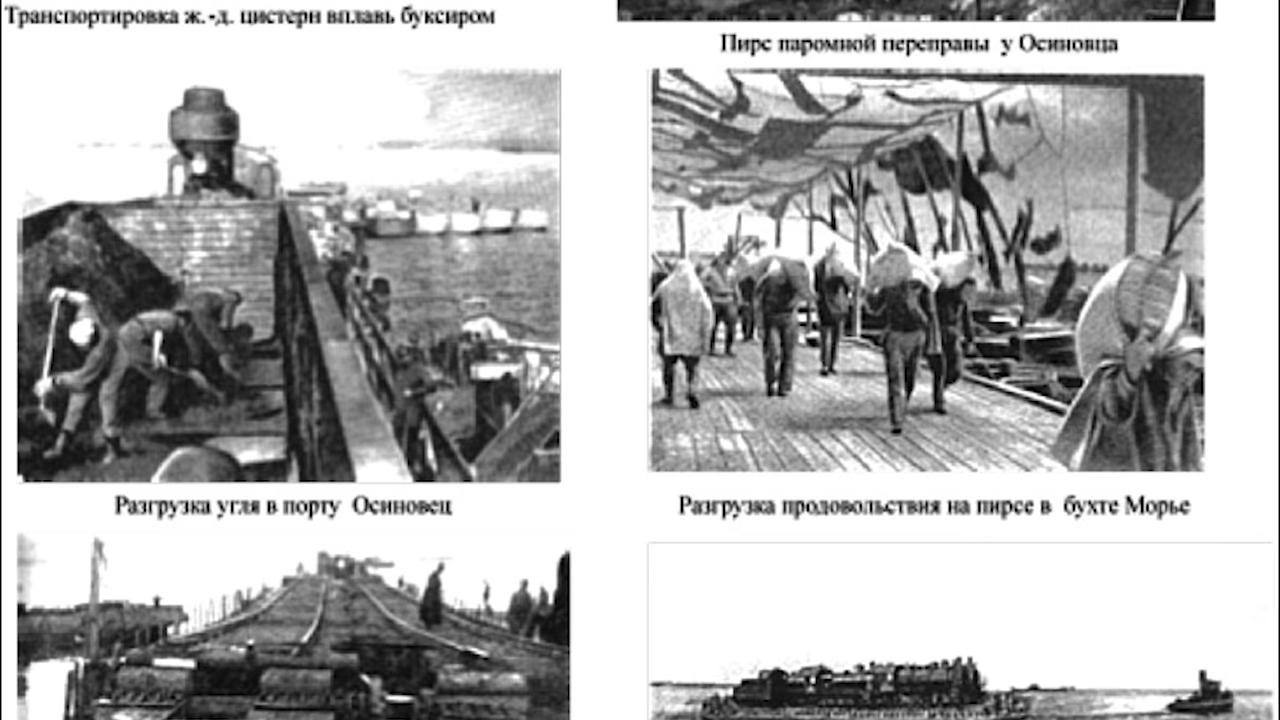 Транспортировка ж.-д. цистерн вплавь буксиром
Пирс паромной переправы у Осиновца
Разгрузка угля в порту Осиновец
Разгрузка продовольствия на пирсе в бухте Морье